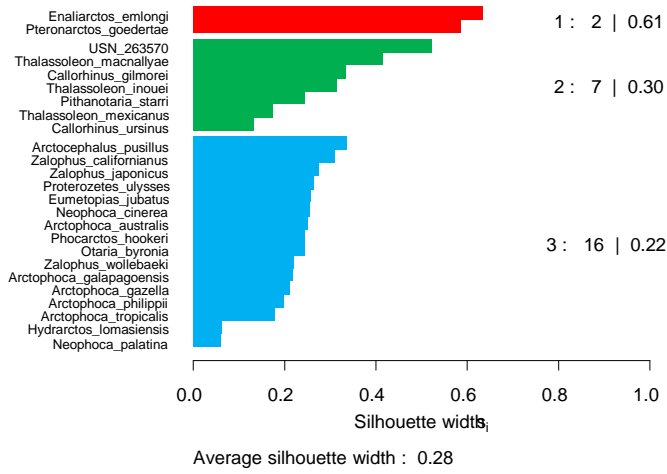 Enaliarctos_emlongi
Pteronarctos_goedertae
1 : 2 | 0.61
USN_263570
Thalassoleon_macnallyae
Callorhinus_gilmorei
Thalassoleon_inouei
Pithanotaria_starri
Thalassoleon_mexicanus
Callorhinus_ursinus
2 : 7 | 0.30
Arctocephalus_pusillus
Zalophus_californianus
Zalophus_japonicus
Proterozetes_ulysses
Eumetopias_jubatus
Neophoca_cinerea
Arctophoca_australis
Phocarctos_hookeri
Otaria_byronia
Zalophus_wollebaeki
Arctophoca_galapagoensis
Arctophoca_gazella
Arctophoca_philippii
Arctophoca_tropicalis
Hydrarctos_lomasiensis
Neophoca_palatina
3 : 16 | 0.22
0.0 0.2 0.4 0.6 0.8 1.0
Silhouette width si
Average silhouette width : 0.28